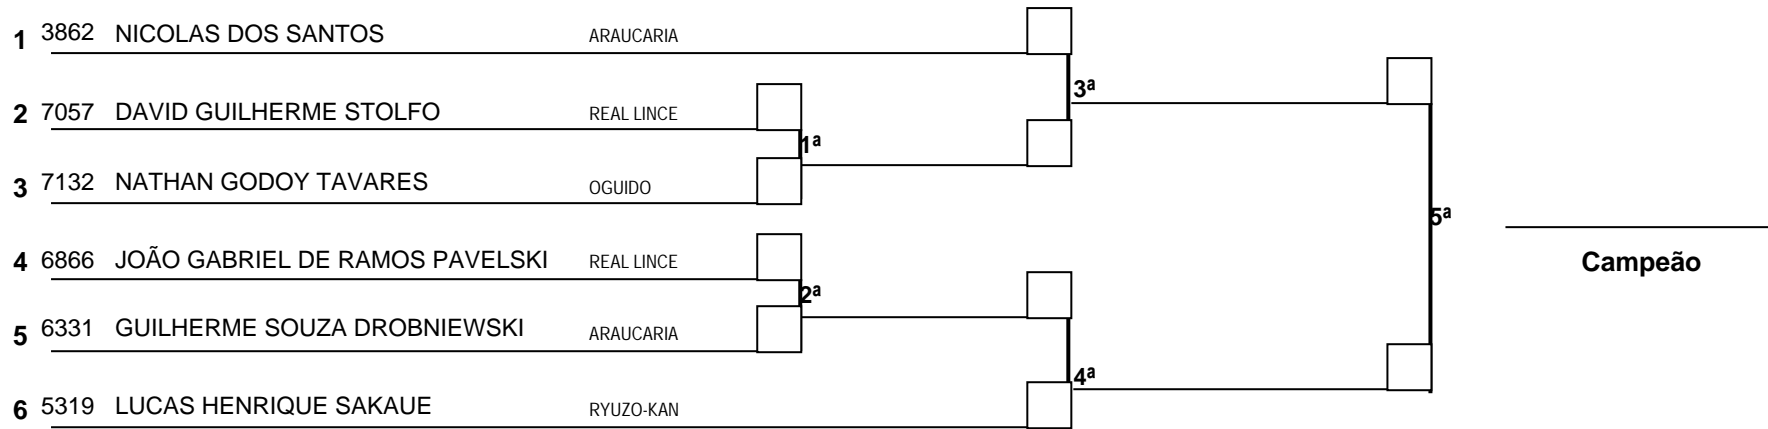 1 3862 NICOLAS DOS SANTOS ARAUCARIA
3ª
2 7057 DAVID GUILHERME STOLFO REAL LINCE
1ª
3 7132 NATHAN GODOY TAVARES OGUIDO
5ª
4 6866 JOÃO GABRIEL DE RAMOS PAVELSKI REAL LINCE
Campeão
2ª
5 6331 GUILHERME SOUZA DROBNIEWSKI ARAUCARIA
4ª
6 5319 LUCAS HENRIQUE SAKAUE RYUZO-KAN